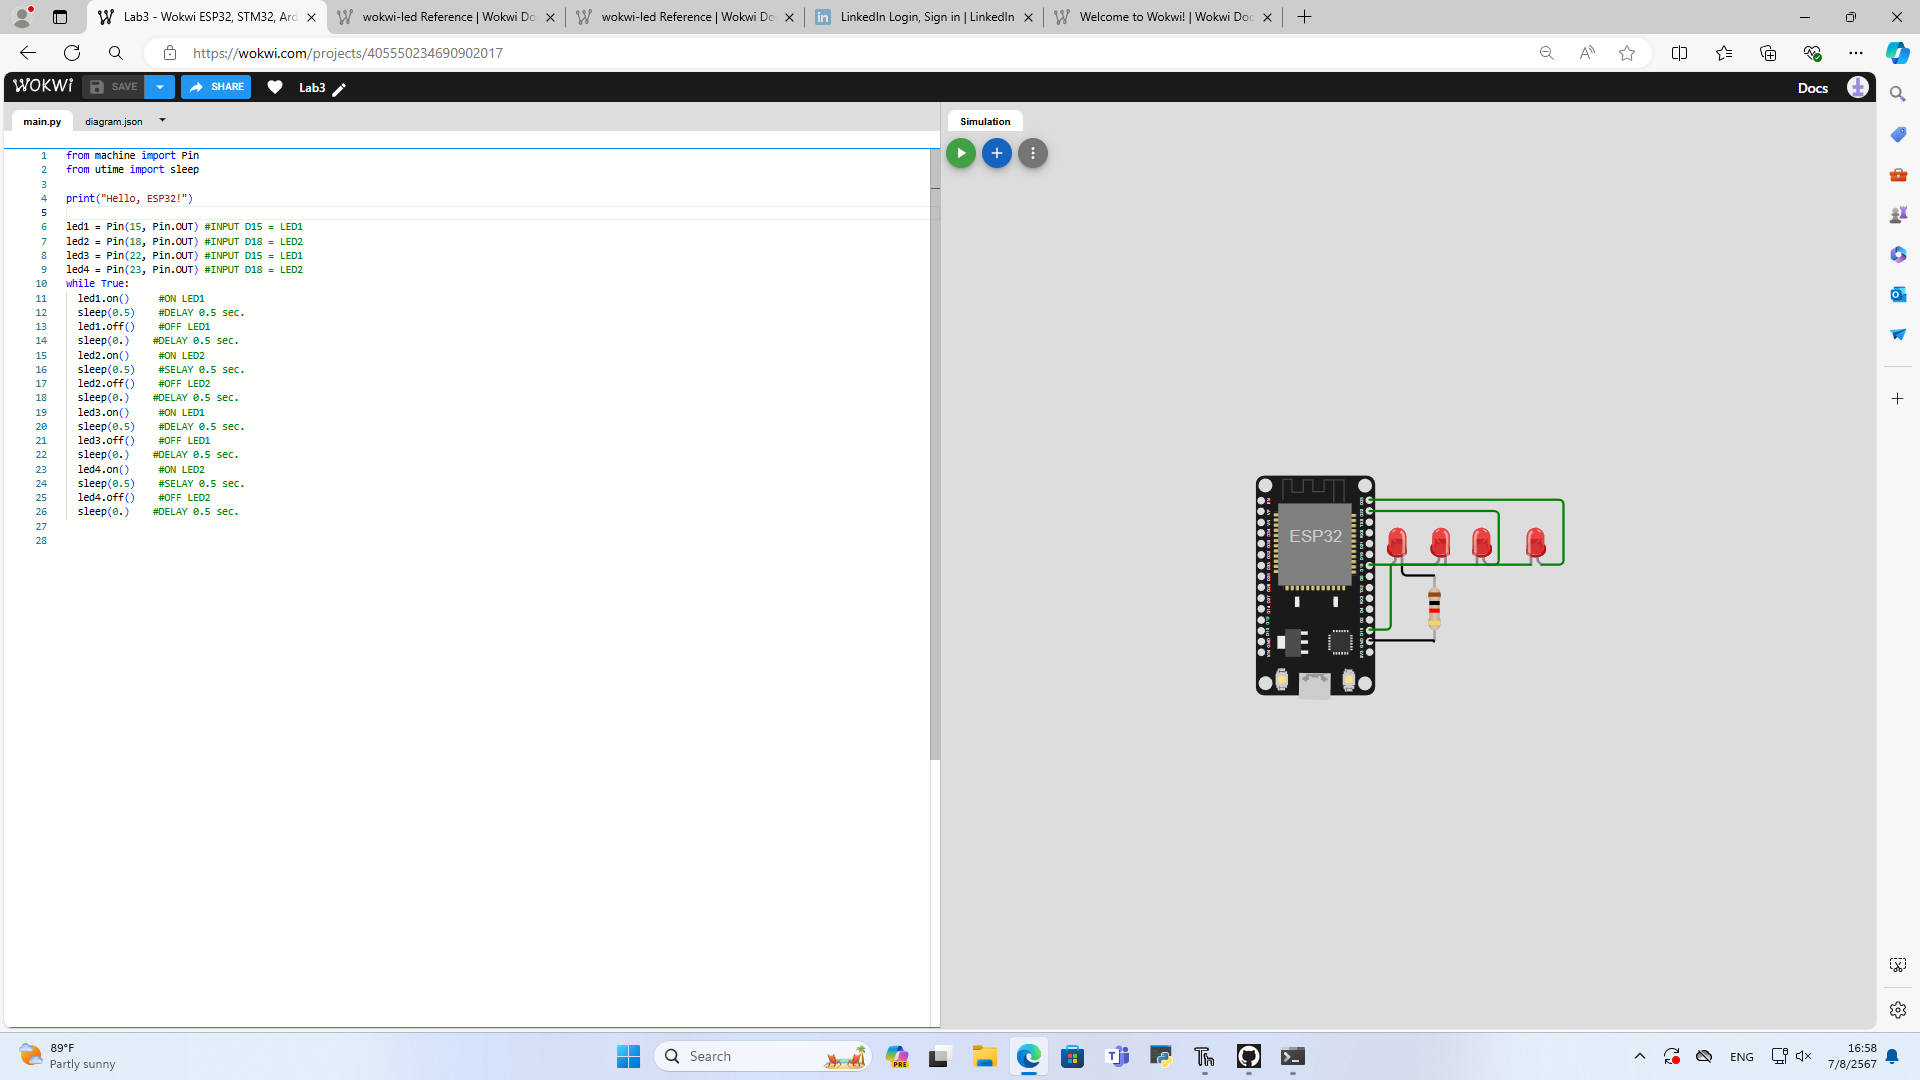 Lab3 - Wokwi ESP32, STM32, Ard
wokwi-led Reference | Wokwi Do
wokwi-led Reference | Wokwi Do
LinkedIn Login, Sign in | LinkedIn
Welcome to Wokwi! | Wokwi Doc
https://wokwi.com/projects/405550234690902017
WOKWI
SAVE
SHARE
Lab3
Docs
main.py
diagram.json
Simulation
1 from machine import Pin
2 from utime import sleep
3
4 print("Hello, ESP32!")
5
6 led1 = Pin(15, Pin.OUT) #INPUT D15 = LED1
7 led2 = Pin(18, Pin.OUT) #INPUT D18 = LED2
8 led3 = Pin(22, Pin.OUT) #INPUT D15 = LED1
9 led4 = Pin(23, Pin.OUT) #INPUT D18 = LED2
10 while True:
11 led1.on() #ON LED1
12 sleep(0.5) #DELAY 0.5 sec.
13 led1.off() #OFF LED1
14 sleep(0.) #DELAY 0.5 sec.
15 led2.on() #ON LED2
16 sleep(0.5) #SELAY 0.5 sec.
17 led2.off() #OFF LED2
18 sleep(0.) #DELAY 0.5 sec.
19 led3.on() #ON LED1
20 sleep(0.5) #DELAY 0.5 sec.
21 led3.off() #OFF LED1
22 sleep(0.) #DELAY 0.5 sec.
23 led4.on() #ON LED2
24 sleep(0.5) #SELAY 0.5 sec.
25 led4.off() #OFF LED2
26 sleep(0.) #DELAY 0.5 sec.
27
28
ESP32
89°F
Partly sunny
Search
PRE
ENG
16:58
7/8/2567